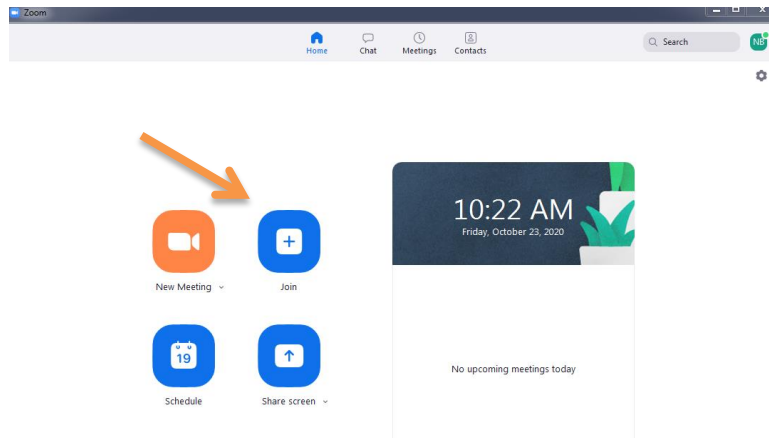 Zoom
Home
Chat
Meetings
Contacts
Search
NB
10:22 AM
Friday, October 23, 2020
New Meeting
Join
19
Schedule
Share screen
No upcoming meetings today